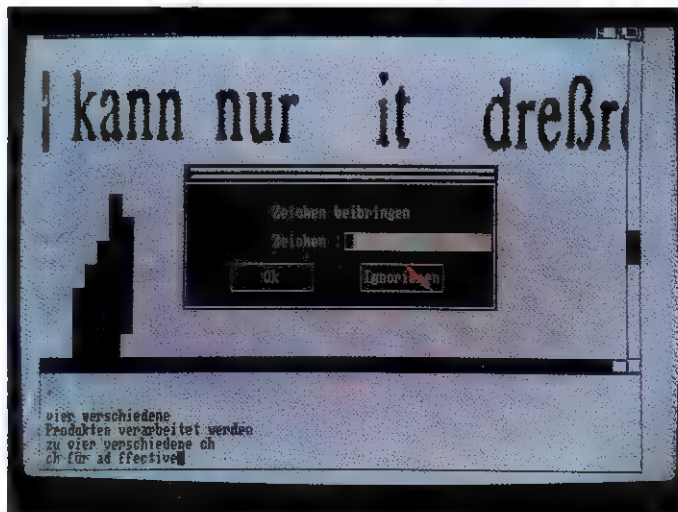 kann nur it dreßr
Zeichen beibringen
Zeichen :
Ok Ignorieren
vier verschiedene
Produkten verarbeitet werden
zu vier verschiedene ch
ch für ad ffective